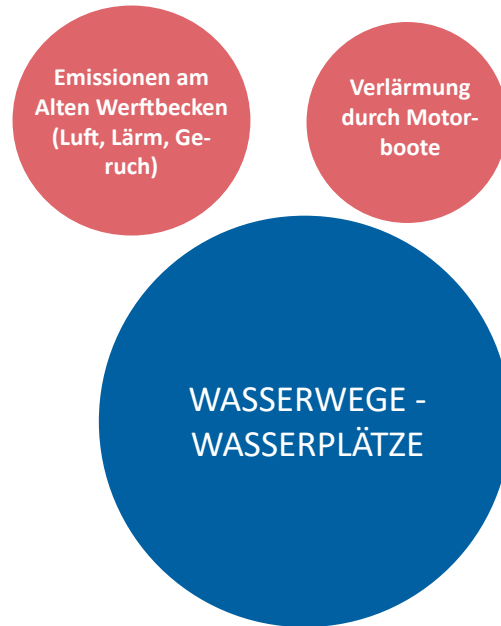 Emissionen am
Alten Werftbecken
(Luft, Lärm, Ge-
ruch)
Verlärmung
durch Motor-
boote
WASSERWEGE -
WASSERPLÄTZE